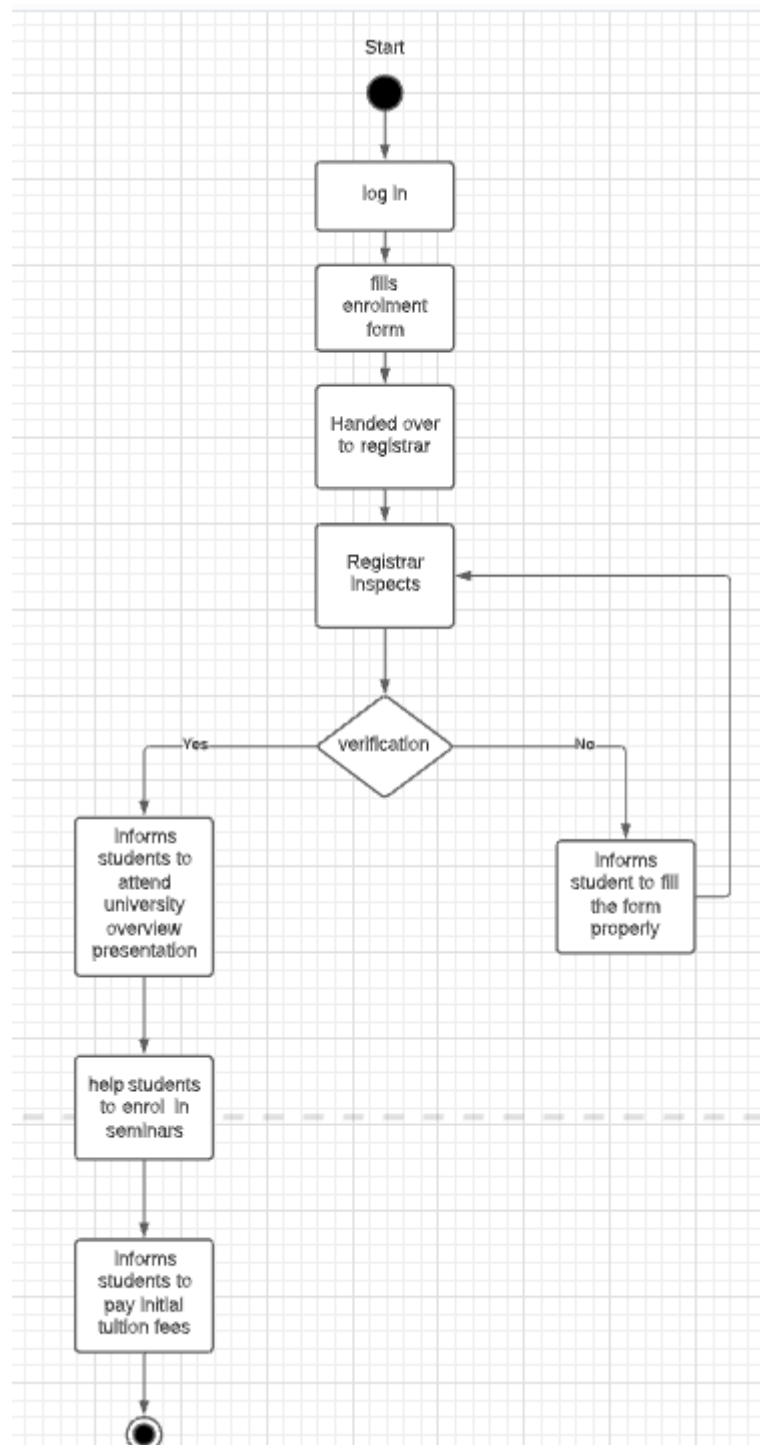 Start
log in
fills
enrolment
form
Handed over
to registrar
Registrar
Inspects
verification
Yes
No
Informs
students to
attend
university
overview
presentation
Informs
student to fill
the form
properly
help students
to enrol in
seminars
Informs
students to
pay initial
tuition fees